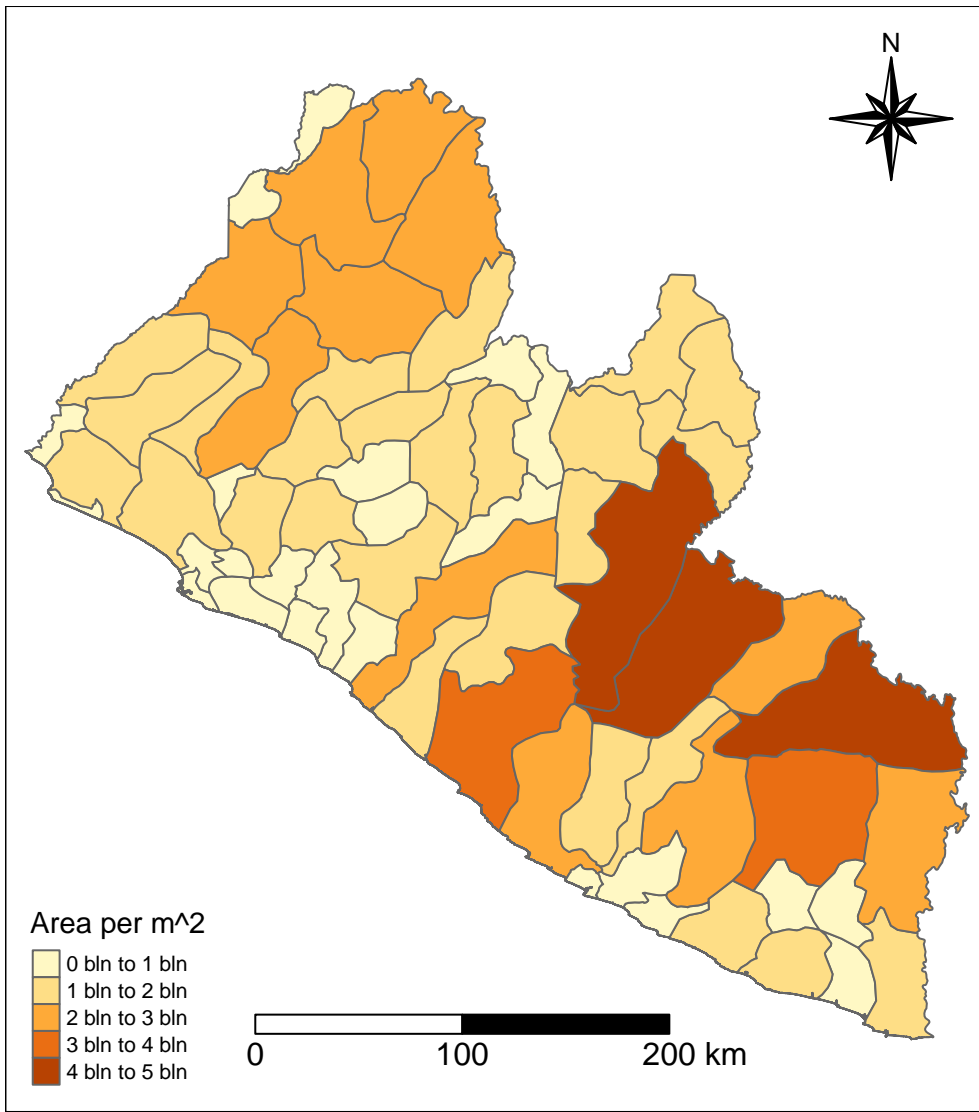 N
Area per m^2
0 bln to 1 bln
1 bln to 2 bln
2 bln to 3 bln
3 bln to 4 bln
4 bln to 5 bln
0 100 200 km